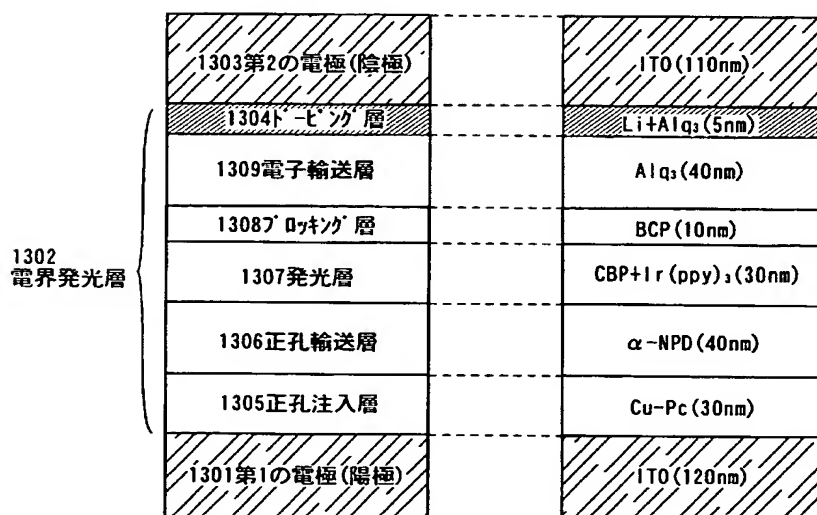 1303第2の電極(陰極)
1304ﾄﾞｰﾋﾟﾝｸﾞ層
1309電子輸送層
1308ﾌﾞﾛｯｷﾝｸﾞ層
1302
電界発光層
1307発光層
1306正孔輸送層
1305正孔注入層
1301第1の電極(陽極)
ITO(110nm)
Li+Alq₃(5nm)
Alq₃(40nm)
BCP(10nm)
CBP+Ir(ppy)₃(30nm)
α-NPD(40nm)
Cu-Pc(30nm)
ITO(120nm)